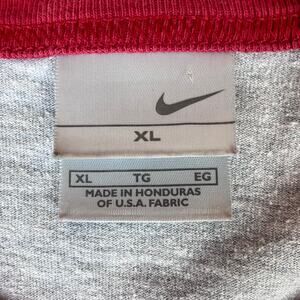 XL
XL TG EG
MADE IN HONDURAS
OF U.S.A. FABRIC